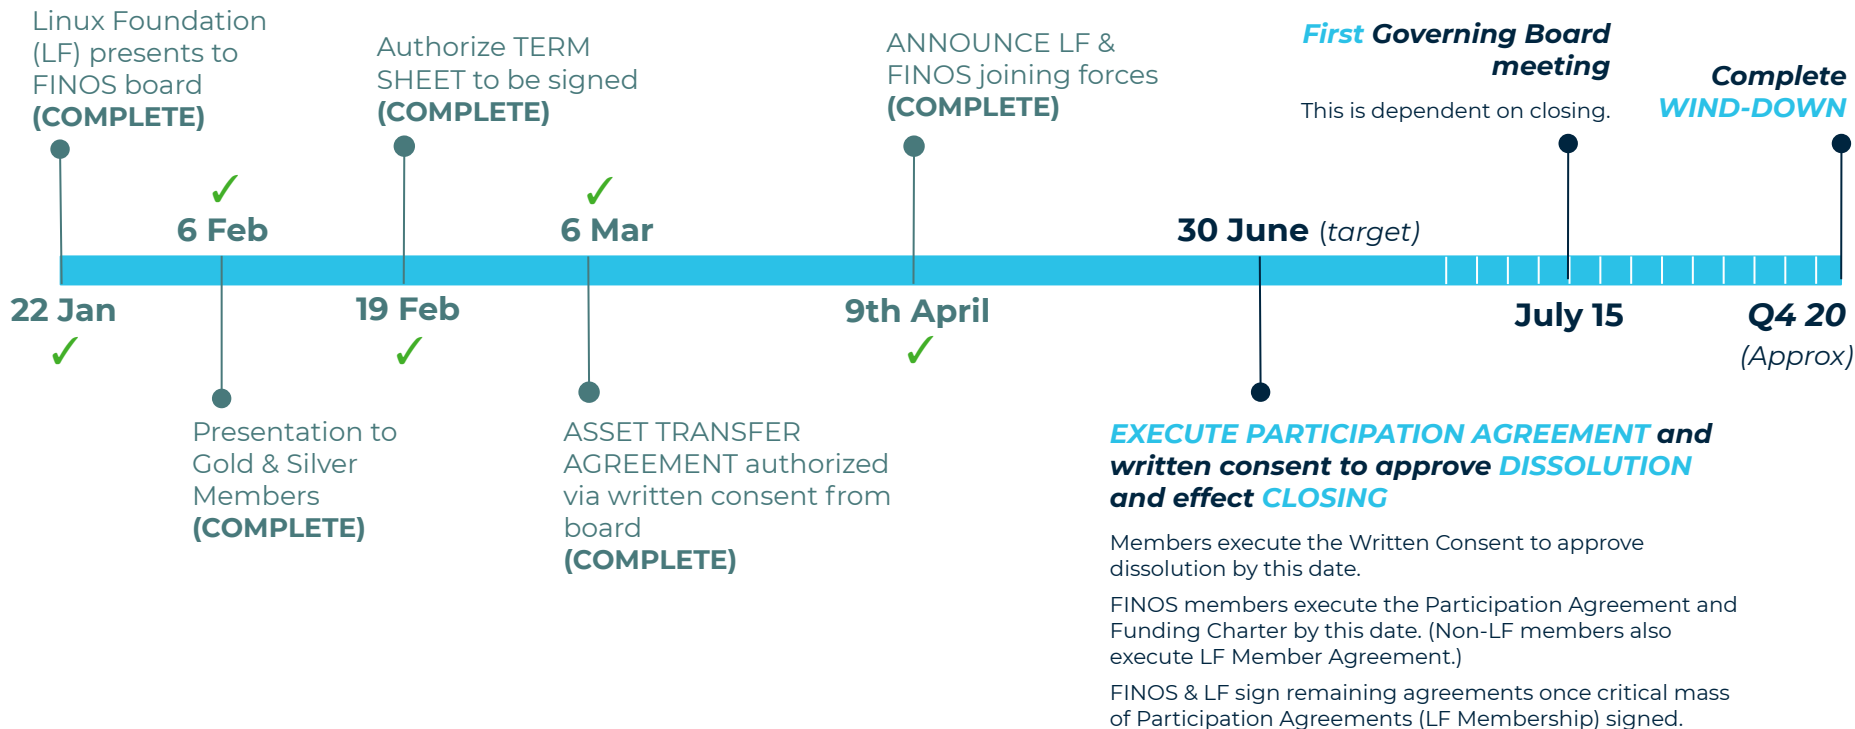 Linux Foundation
(LF) presents to
FINOS board
(COMPLETE)
Authorize TERM
SHEET to be signed
(COMPLETE)
ANNOUNCE LF &
FINOS joining forces
(COMPLETE)
First Governing Board
meeting
This is dependent on closing.
Complete
WIND-DOWN
✓
6 Feb
✓
6 Mar
30 June (target)
22 Jan
✓
19 Feb
✓
9th April
✓
July 15
Q4 20
(Approx)
Presentation to
Gold & Silver
Members
(COMPLETE)
ASSET TRANSFER
AGREEMENT authorized
via written consent from
board
(COMPLETE)
EXECUTE PARTICIPATION AGREEMENT and
written consent to approve DISSOLUTION
and effect CLOSING
Members execute the Written Consent to approve
dissolution by this date.
FINOS members execute the Participation Agreement and
Funding Charter by this date. (Non-LF members also
execute LF Member Agreement.)
FINOS & LF sign remaining agreements once critical mass
of Participation Agreements (LF Membership) signed.